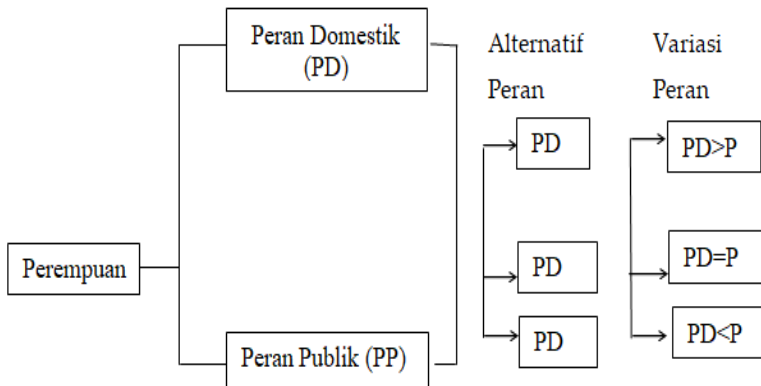 Peran Domestik
(PD)
Alternatif
Peran
Variasi
Peran
PD
PD>P
Perempuan
PD
PD=P
Peran Publik (PP)
PD
PD<P